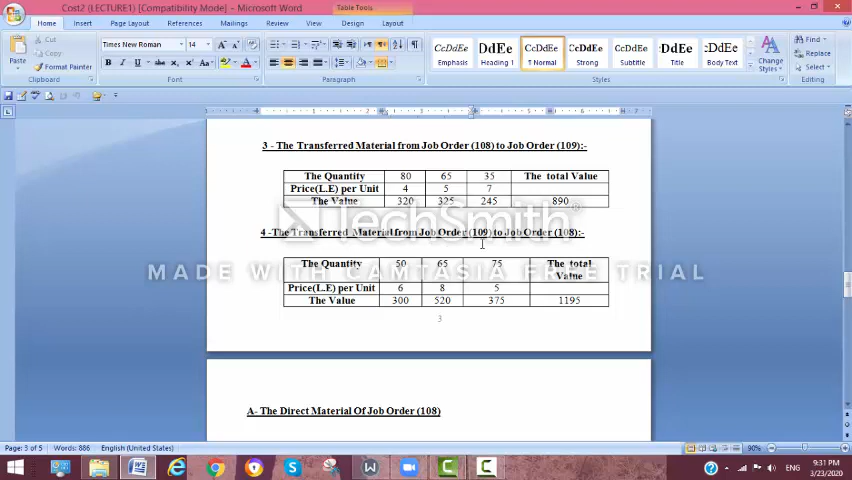 Cost2 (LECTURE1) [Compatibility Mode] - Microsoft Word
Table Tools
Home Insert Page Layout References Mailings Review View Design Layout
Paste
Cut
Copy
Format Painter
Clipboard
Times New Roman 14
Font
Paragraph
AaBbCcDdEe
Emphasis
Heading 1
¶ Normal
Strong
Subtitle
Title
Body Text
Change Styles
Styles
Find
Replace
Select
Editing
3 - The Transferred Material from Job Order (108) to Job Order (109):-
The Quantity 80 65 35 The total Value
Price(L.E) per Unit 4 5 7
The Value 320 325 245 890
TechSmith
4 -The Transferred Material from Job Order (109) to Job Order (108):-
MADE WITH CAMTASIA FREE TRIAL
The Quantity 50 65 75 The total Value
Price(L.E) per Unit 6 8 5
The Value 300 520 375 1195
3
A- The Direct Material Of Job Order (108)
Page: 3 of 5 Words: 886 English (United States) 90%
ENG
9:31 PM
3/23/2020